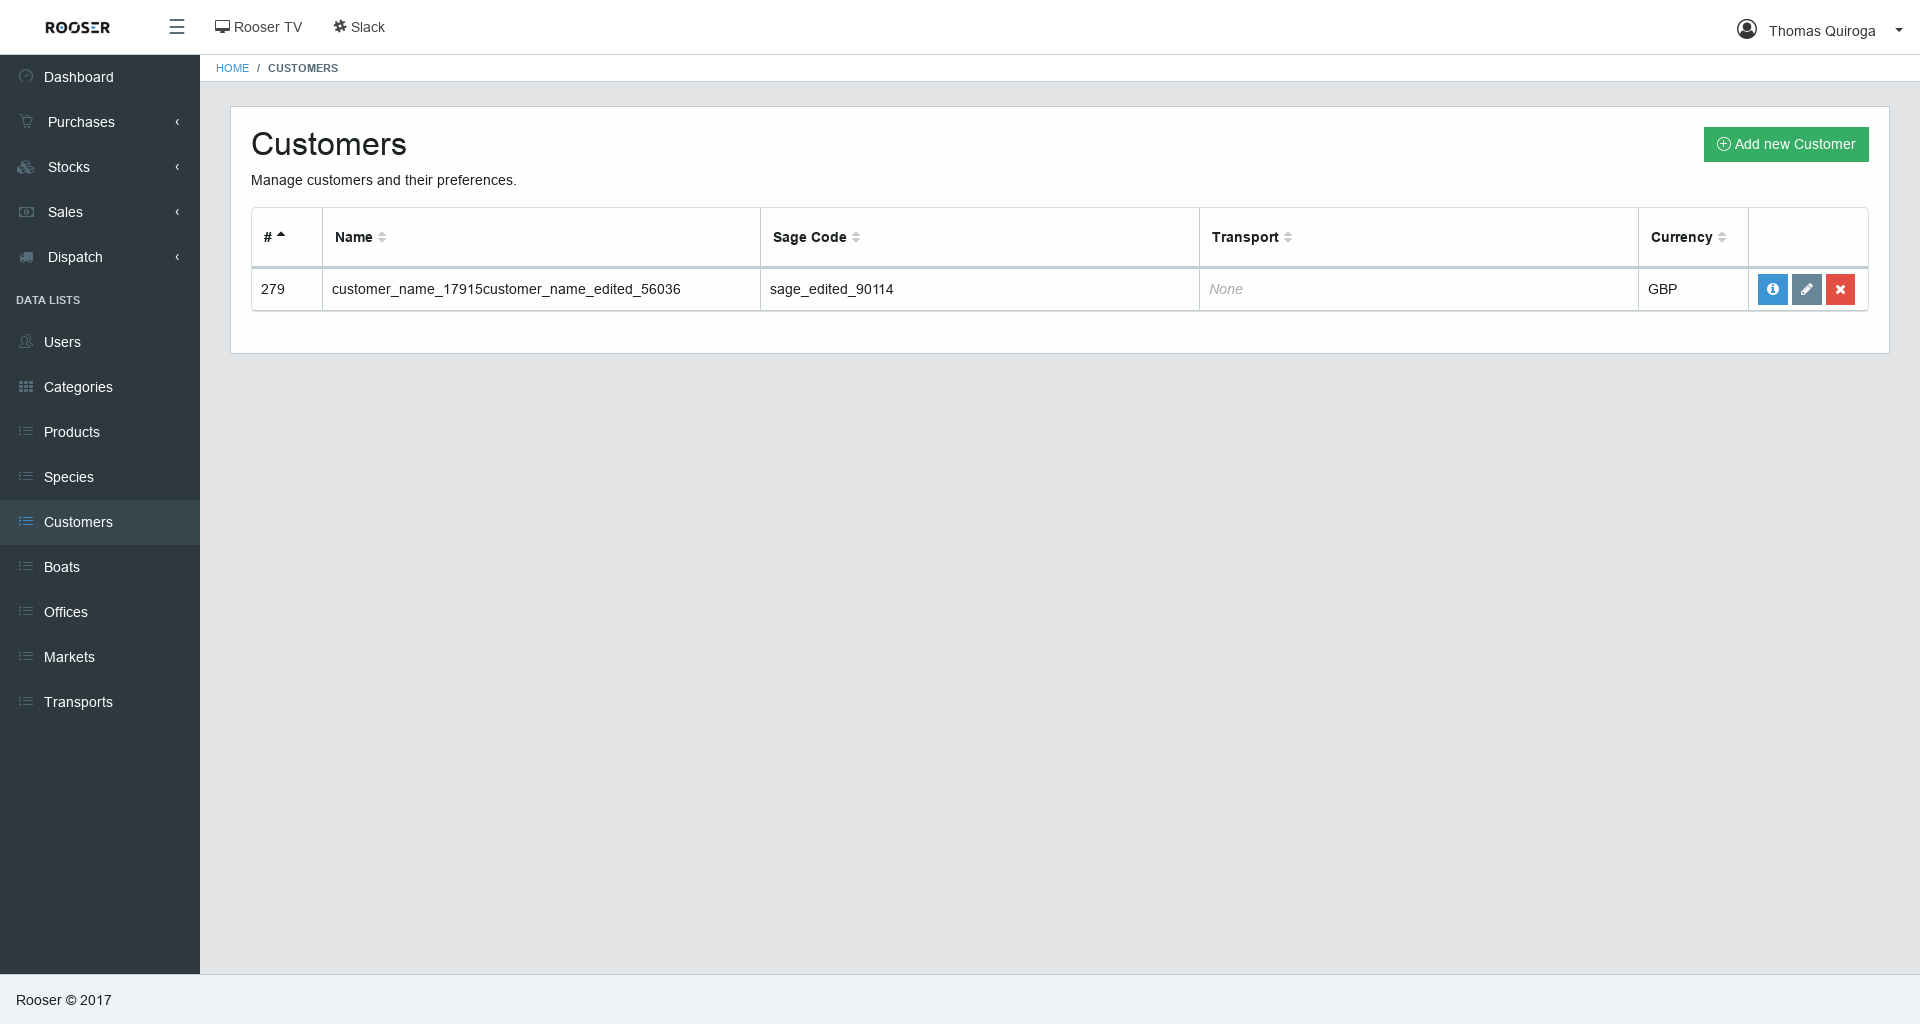 ROOSER
Rooser TV
Slack
Thomas Quiroga
HOME / CUSTOMERS
Dashboard
Purchases
Stocks
Sales
Dispatch
DATA LISTS
Users
Categories
Products
Species
Customers
Boats
Offices
Markets
Transports
Customers
Add new Customer
Manage customers and their preferences.
# Name Sage Code Transport Currency
279 customer_name_17915customer_name_edited_56036 sage_edited_90114 None GBP
Rooser © 2017